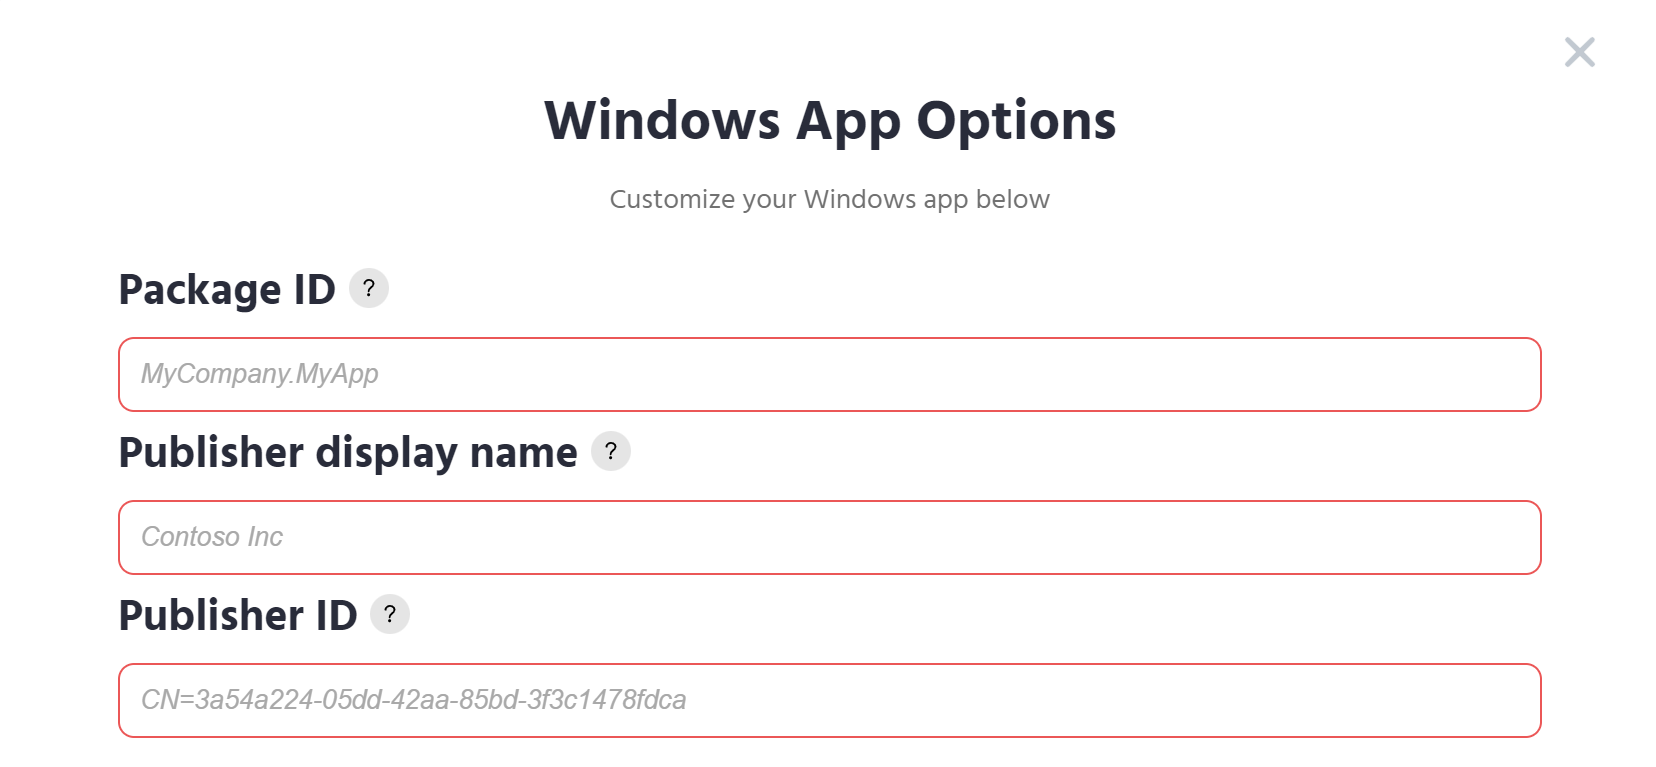 Windows App Options
Customize your Windows app below
Package ID ?
MyCompany.MyApp
Publisher display name ?
Contoso Inc
Publisher ID ?
CN=3a54a224-05dd-42aa-85bd-3f3c1478fdca